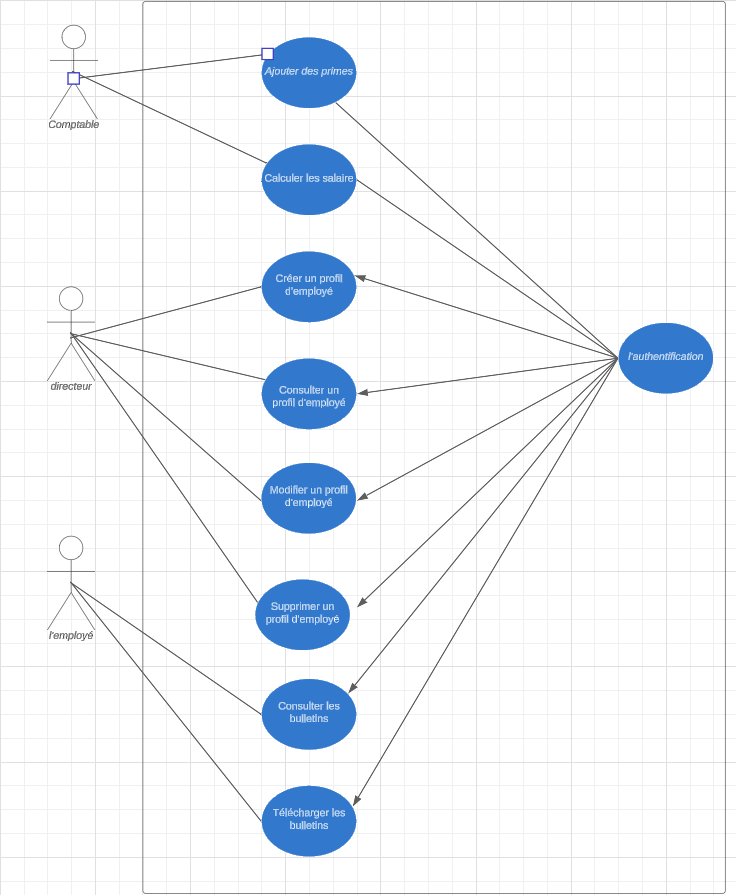 Ajouter des primes
Comptable
Calculer les salaire
Créer un profil
d'employé
l'authentification
directeur
Consulter un
profil d'employé
Modifier un profil
d'employé
Supprimer un
profil d'employé
l'employé
Consulter les
bulletins
Télécharger les
bulletins